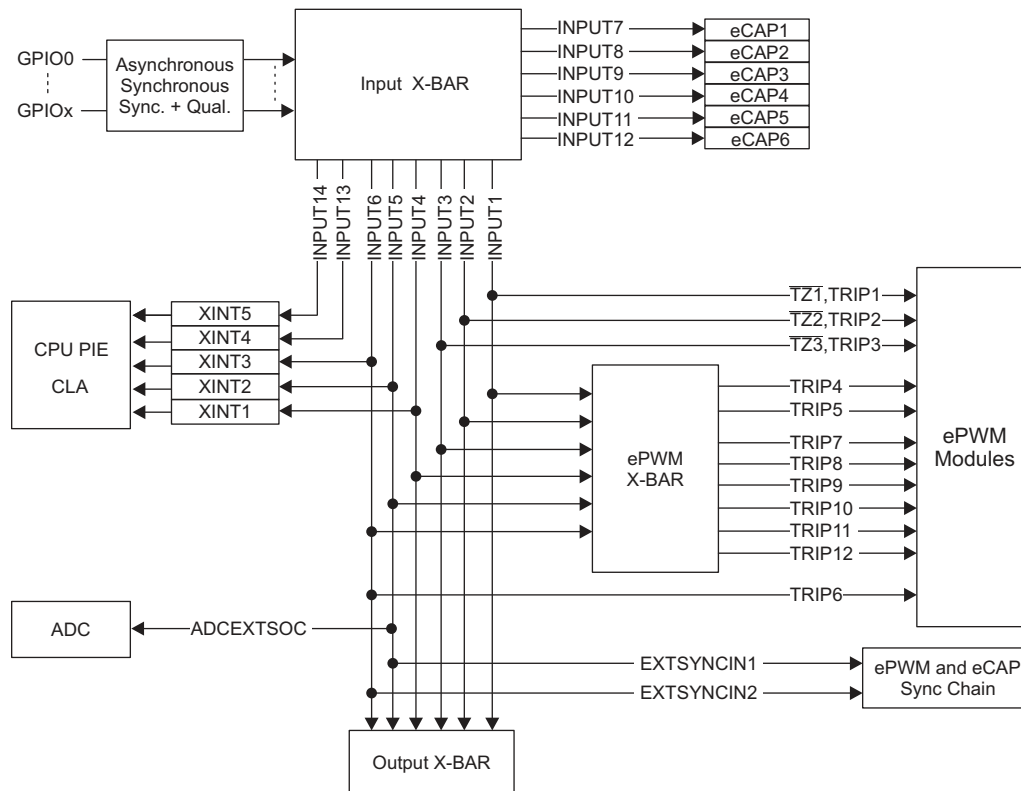 GPIO0
GPIOx
Asynchronous
Synchronous
Sync. + Qual.
Input X-BAR
INPUT7
INPUT8
INPUT9
INPUT10
INPUT11
INPUT12
eCAP1
eCAP2
eCAP3
eCAP4
eCAP5
eCAP6
INPUT14
INPUT13
INPUT6
INPUT5
INPUT4
INPUT3
INPUT2
INPUT1
CPU PIE
CLA
XINT5
XINT4
XINT3
XINT2
XINT1
TZ1,TRIP1
TZ2,TRIP2
TZ3,TRIP3
ePWM
X-BAR
TRIP4
TRIP5
TRIP7
TRIP8
TRIP9
TRIP10
TRIP11
TRIP12
TRIP6
ePWM
Modules
ADC
ADCEXTSOC
EXTSYNCIN1
EXTSYNCIN2
ePWM and eCAP
Sync Chain
Output X-BAR